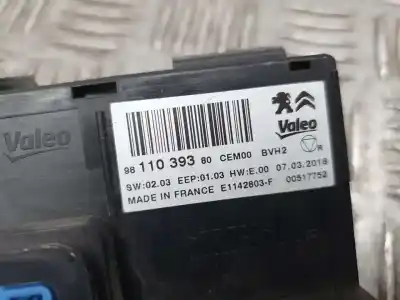 Valeo
Valeo
98 110 393 80 CEM00 BVH2
SW:02.03 EEP:01.03 HW:E.00 07.03.2018
MADE IN FRANCE E1142803-F 00517752